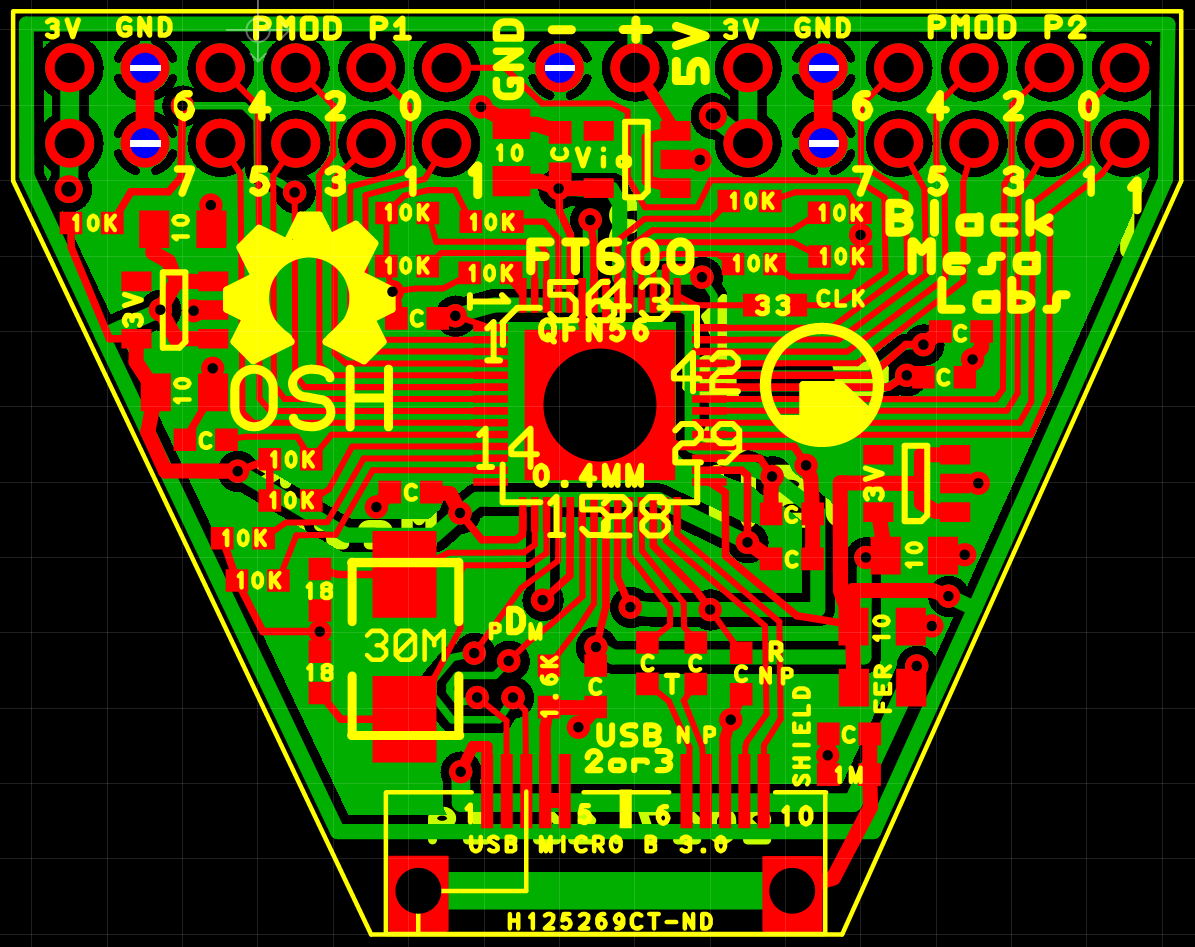 3V GND PMOD P1 GND - + 5V 3V GND PMOD P2
6 4 2 0 6 4 2 0
10 C Vio
7 5 3 1 1 7 5 3 1 1
10K 10 10K 10K 10K 10K
Black
Mesa
Labs
10K 10K 10K 10K
FT600
3V C 33 CLK C
QFN56
1 42
10 C
OSH
C 14 29
10K 0.4MM 3V
10K C C
15 28
10K C 10
10K
18 30M PDM 10
18 1.6K C C C C R
T NP
SHIELD FER
USB NP C
2or3 1M
1 5 6 10
USB MICRO B 3.0
H125269CT-ND